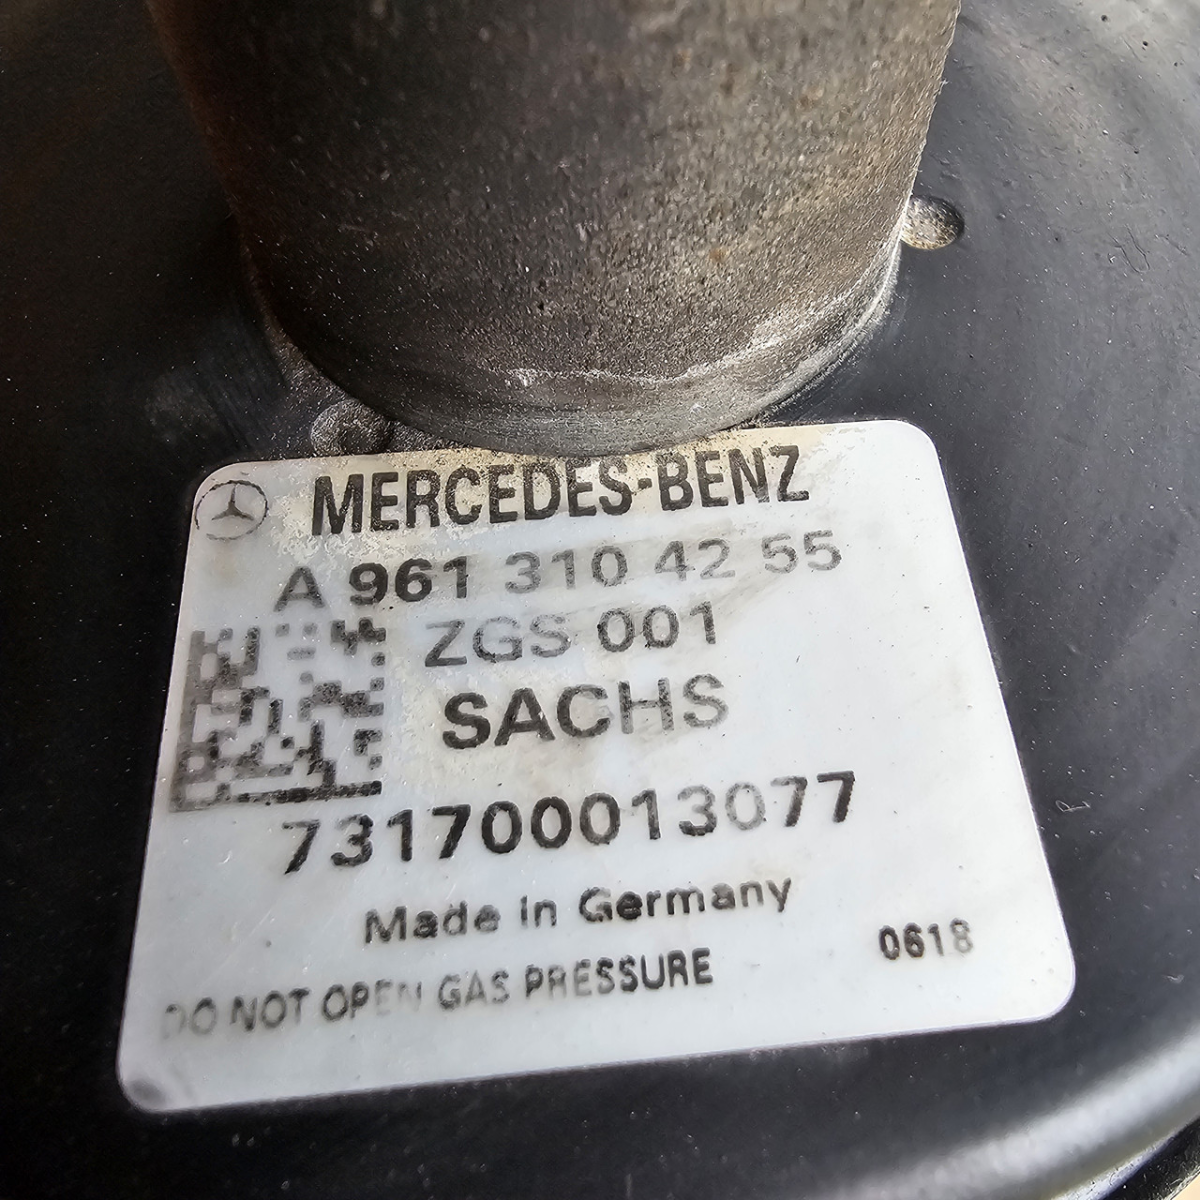 MERCEDES-BENZ
A 961 310 42 55
ZGS 001
SACHS
731700013077
Made in Germany
0618
DO NOT OPEN GAS PRESSURE